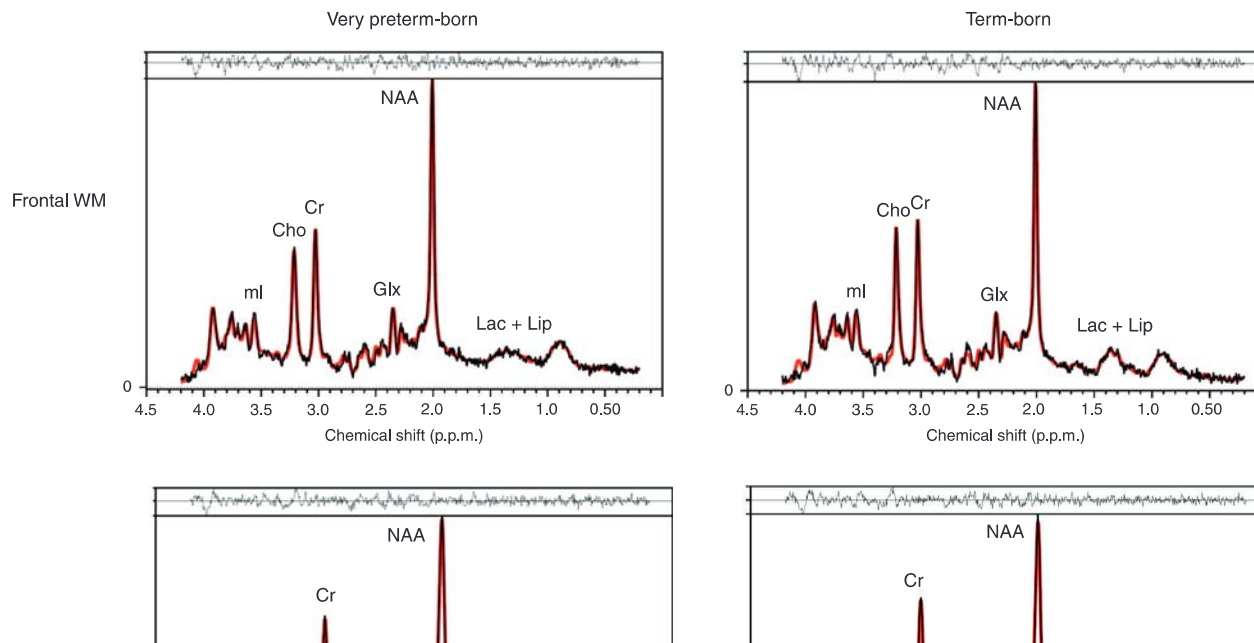 Very preterm-born
Term-born
Frontal WM
NAA
Cr
Cho
mI
Glx
Lac + Lip
0
4.5 4.0 3.5 3.0 2.5 2.0 1.5 1.0 0.50
Chemical shift (p.p.m.)
NAA
Cho Cr
mI
Glx
Lac + Lip
0
4.5 4.0 3.5 3.0 2.5 2.0 1.5 1.0 0.50
Chemical shift (p.p.m.)
NAA
Cr
NAA
Cr